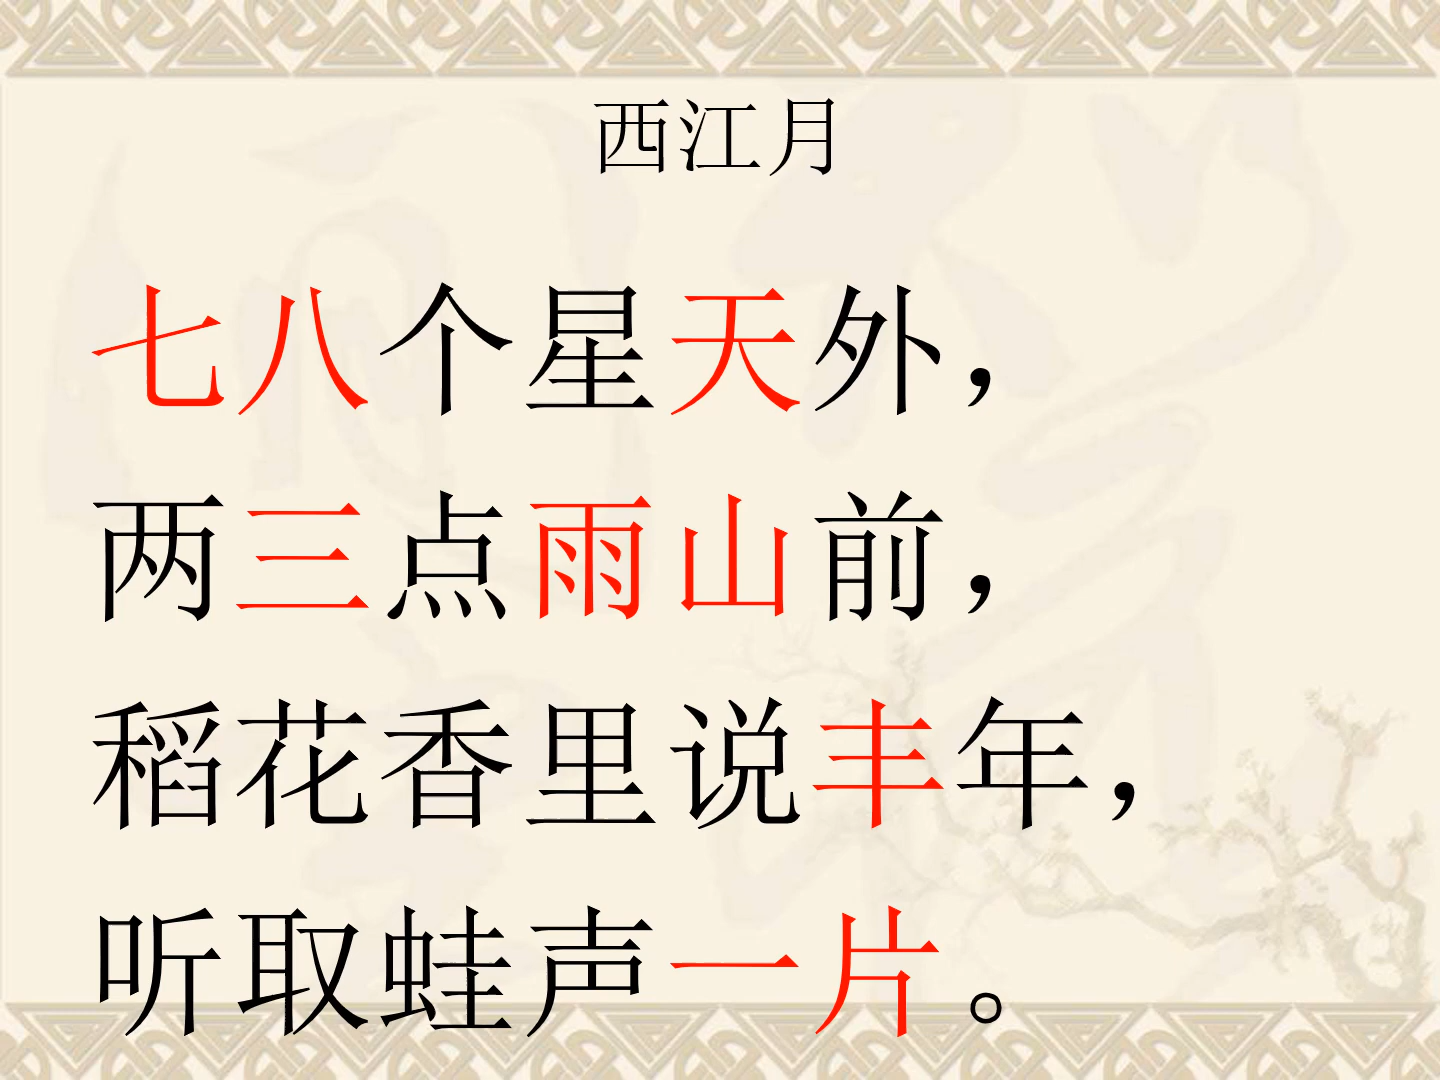 西江月
七八个星天外，
两三点雨山前，
稻花香里说丰年，
听取蛙声一片。